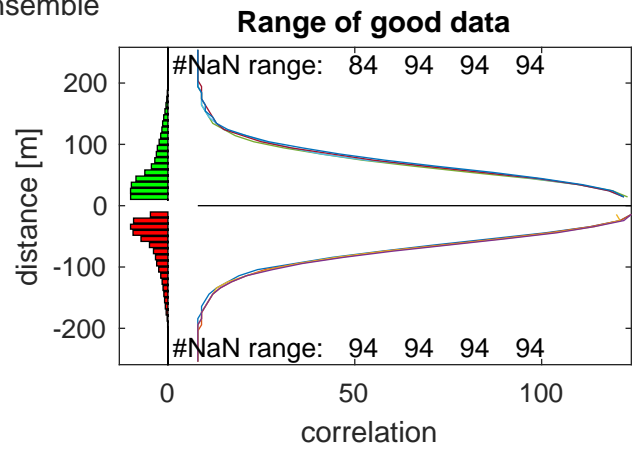 Range of good data
#NaN range: 84 94 94 94
200
100
0
-100
-200
distance [m]
#NaN range: 94 94 94 94
0 50 100
correlation